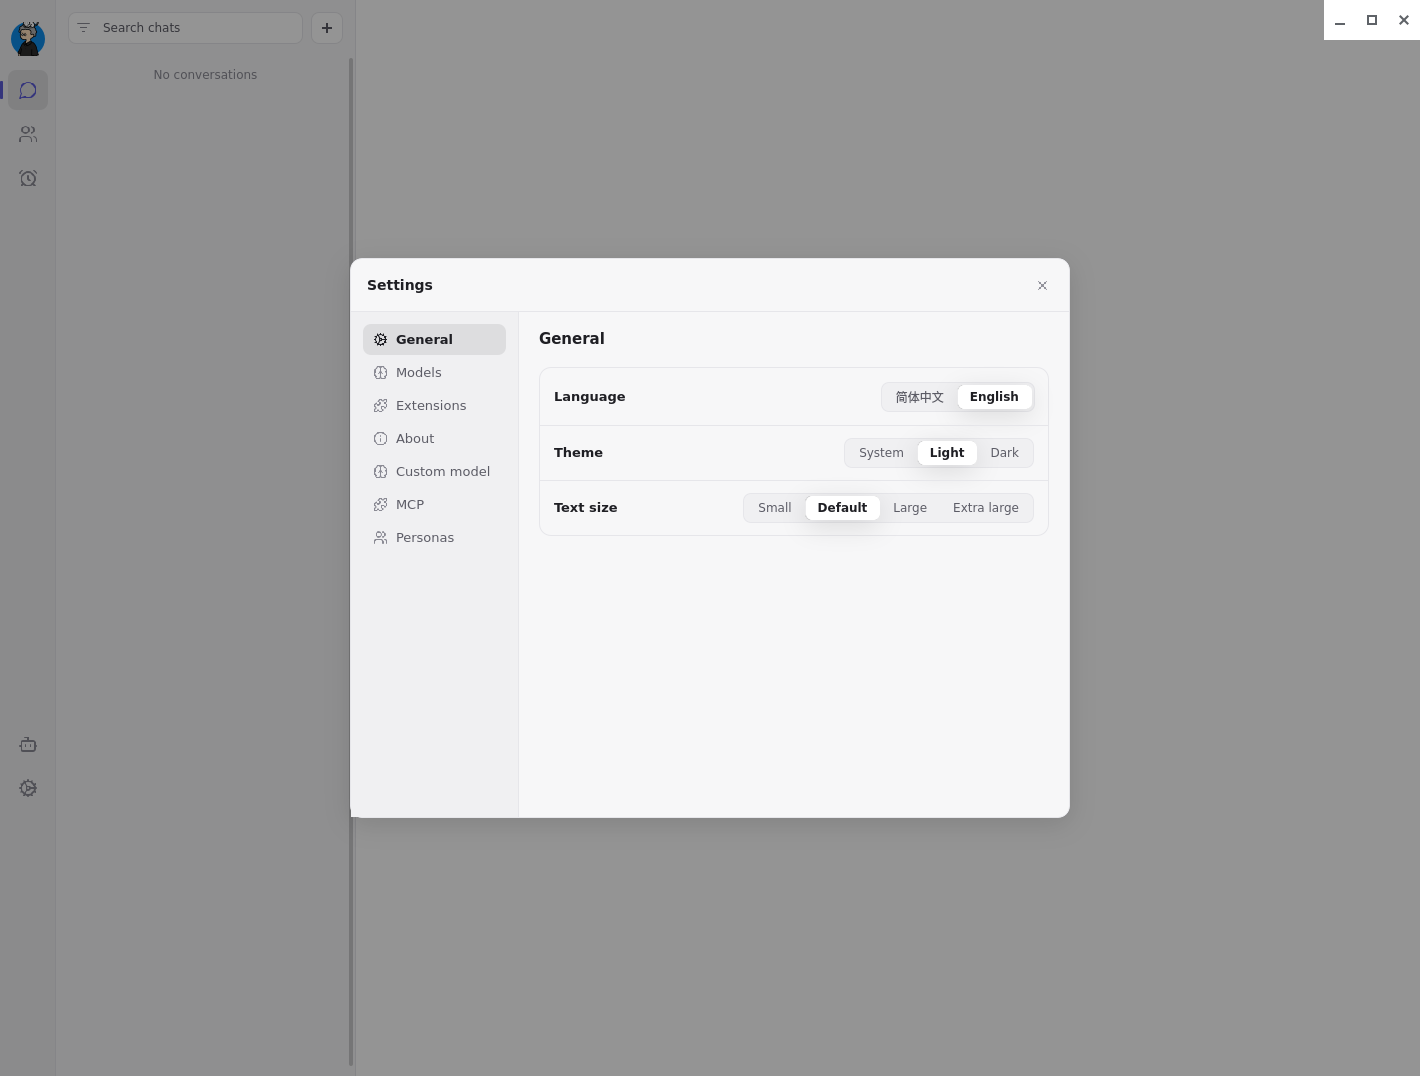 Search chats
No conversations
Settings
General
Models
Extensions
About
Custom model
MCP
Personas
General
Language 简体中文 English
Theme System Light Dark
Text size Small Default Large Extra large